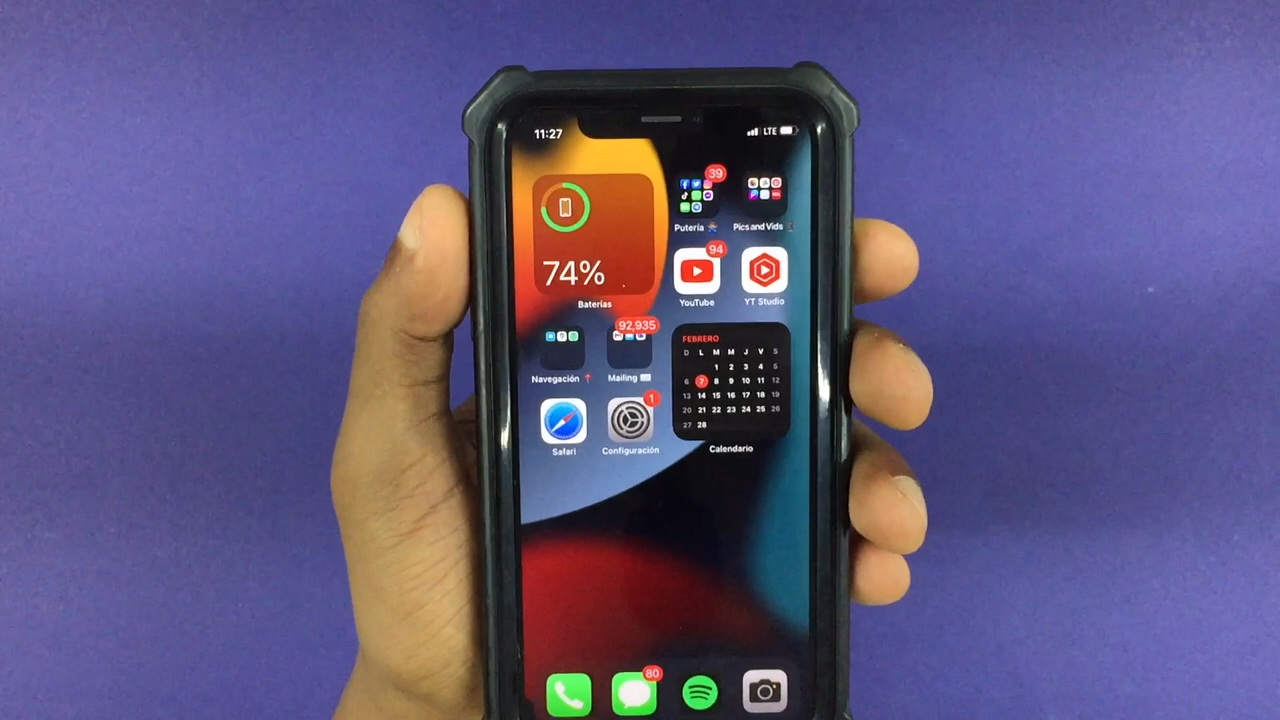 11:27
LTE
39
Putería
Pics and Vids
74%
Baterías
94
YouTube
YT Studio
92,935
Navegación
Mailing
FEBRERO
D L M M J V S
1 2 3 4 5
6 7 8 9 10 11 12
13 14 15 16 17 18 19
20 21 22 23 24 25 26
27 28
1
Safari
Configuración
Calendario
80